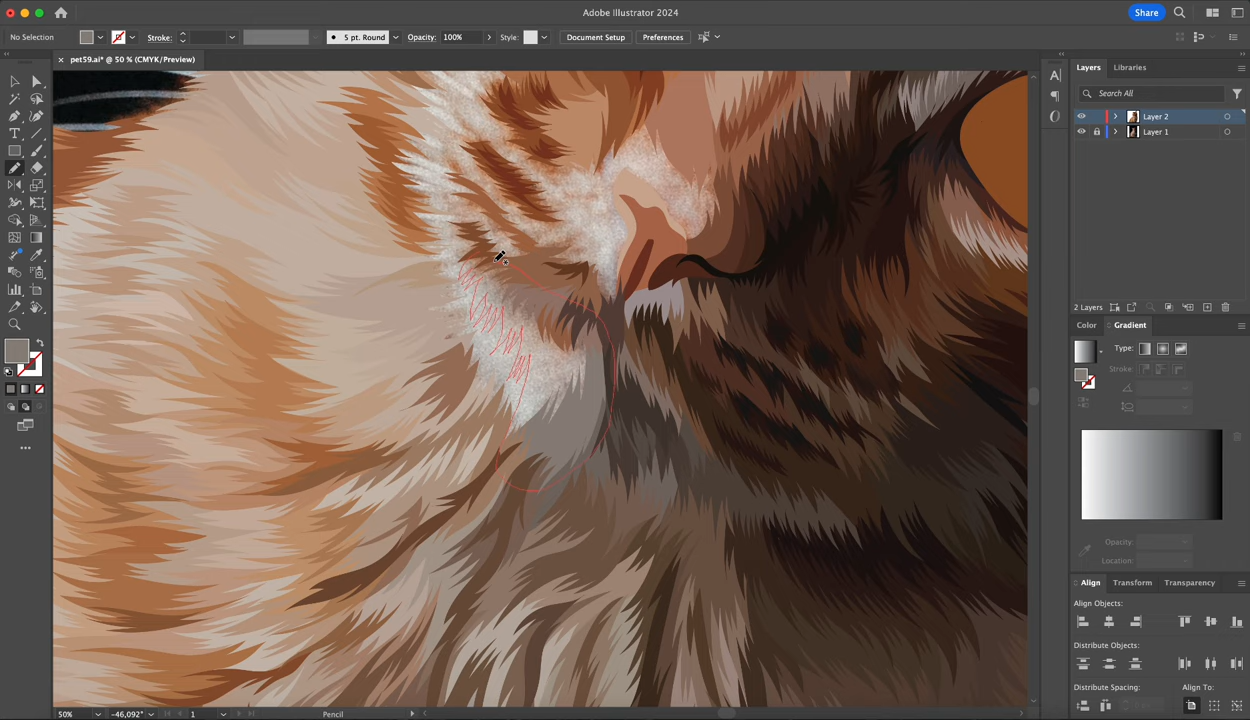 Adobe Illustrator 2024
Share
No Selection
Stroke:
5 pt. Round
Opacity: 100%
Style:
Document Setup
Preferences
pet59.ai* @ 50 % (CMYK/Preview)
Layers
Libraries
Search All
Layer 2
Layer 1
2 Layers
Color
Gradient
Type:
Stroke:
Opacity:
Location:
Align
Transform
Transparency
Align Objects:
Distribute Objects:
Distribute Spacing:
Align To:
50%
-46,092°
1
Pencil